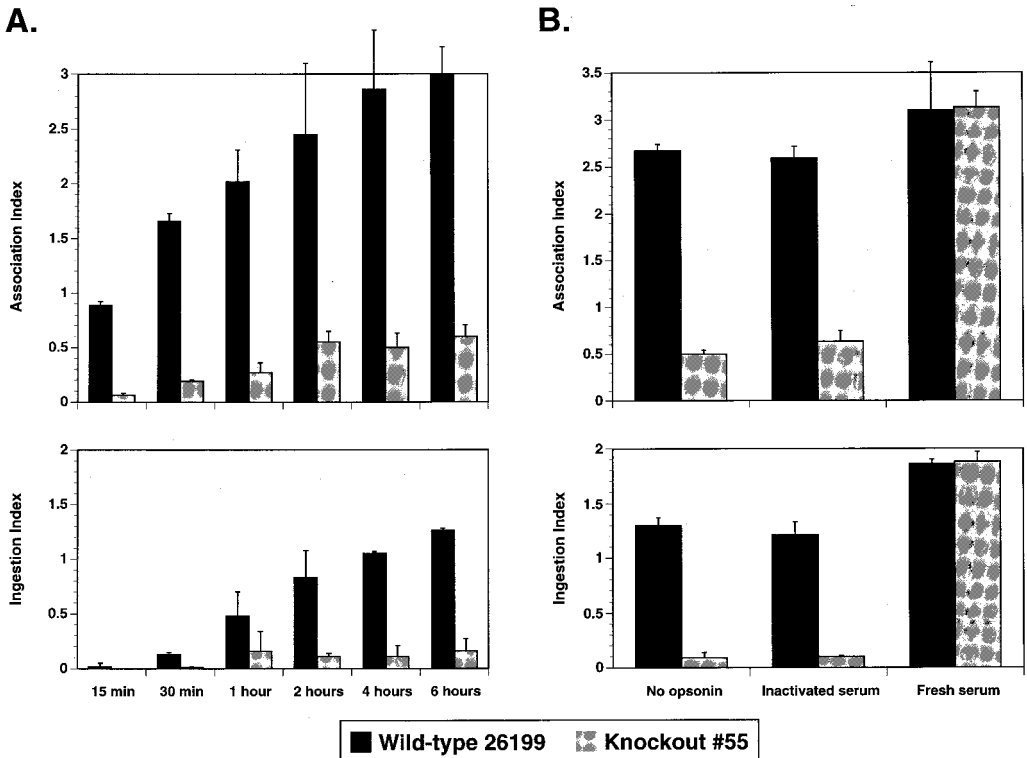 A.
B.
Association Index
3
2.5
2
1.5
1
0.5
0
Association Index
3.5
3
2.5
2
1.5
1
0.5
0
Ingestion Index
2
1.5
1
0.5
0
15 min 30 min 1 hour 2 hours 4 hours 6 hours
Ingestion Index
2
1.5
1
0.5
0
No opsonin Inactivated serum Fresh serum
Wild-type 26199 Knockout #55